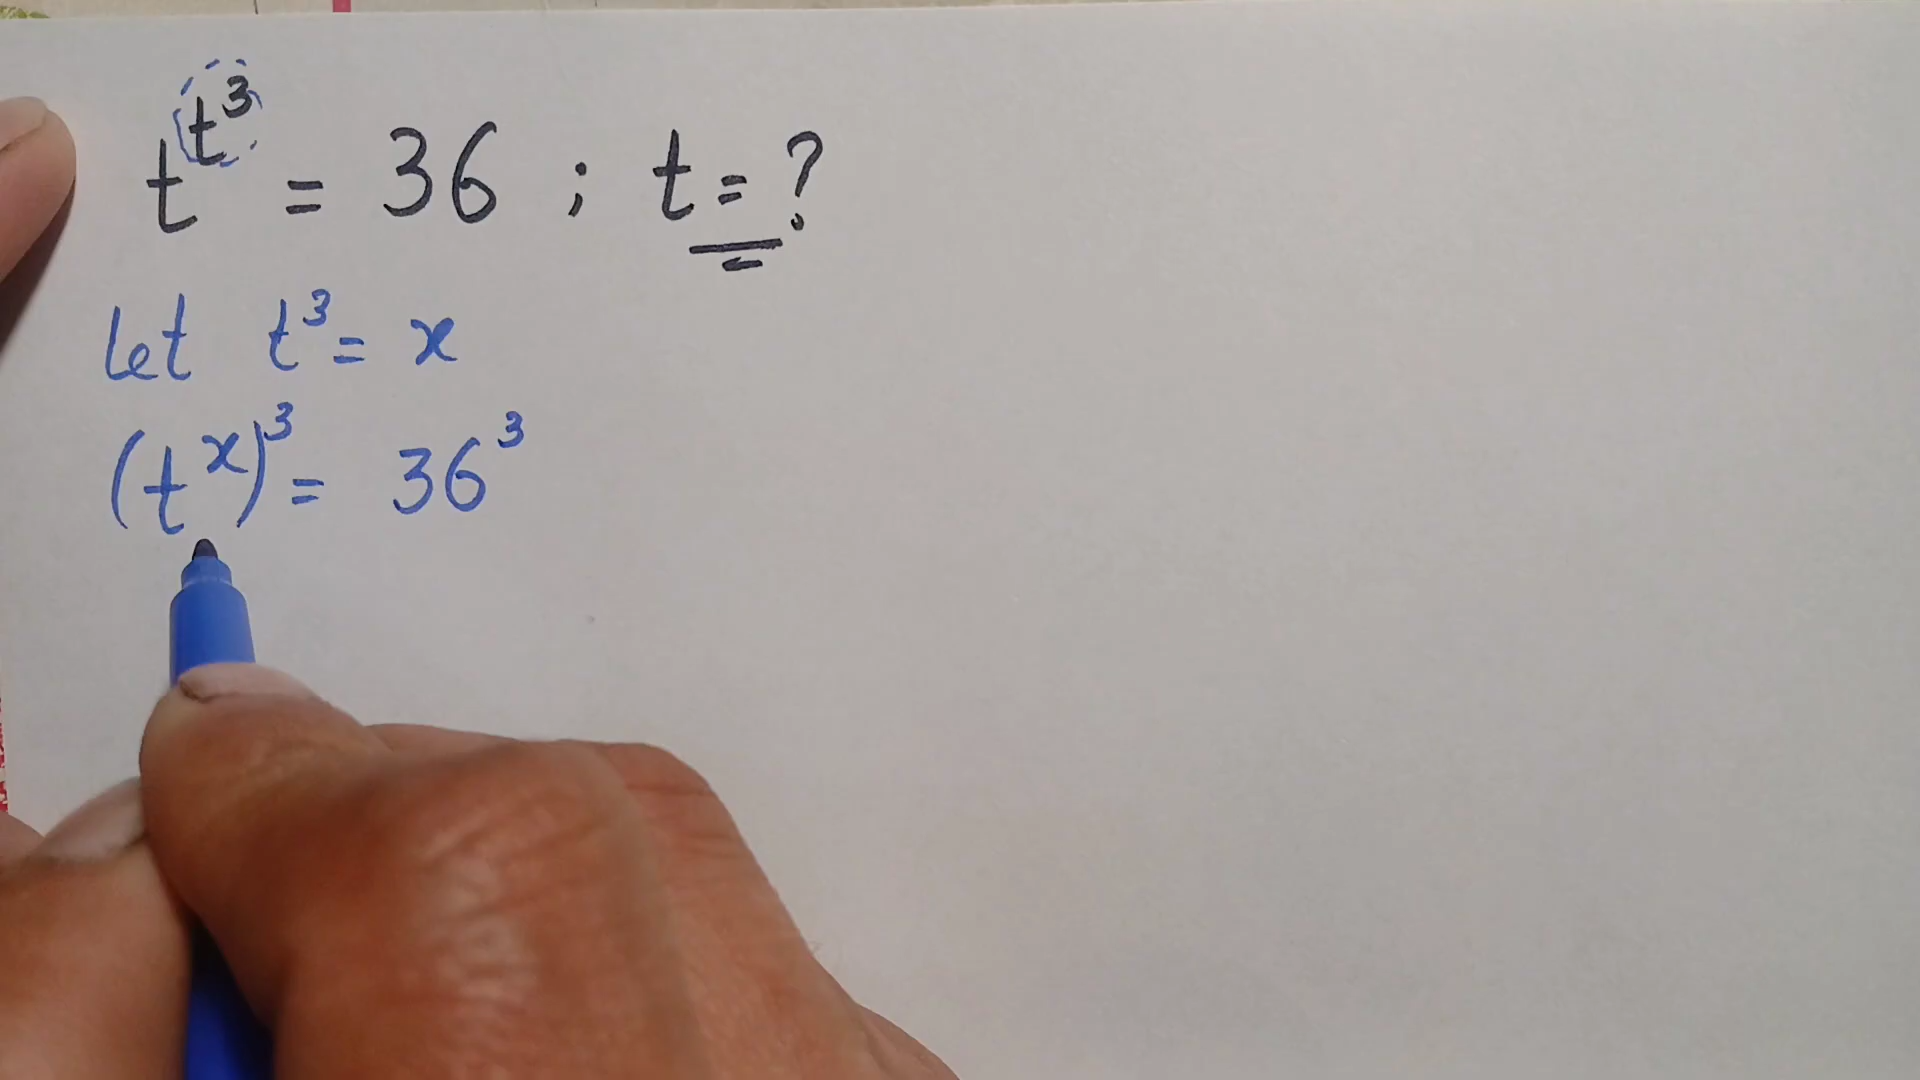 t^t^3 = 36 ; t = ?
let t^3 = x
(t^x)^3 = 36^3